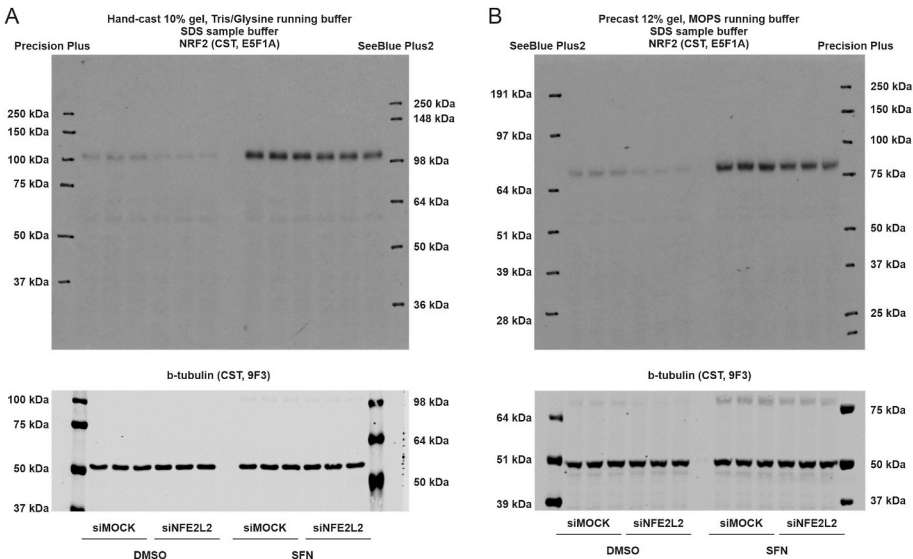 A
Hand-cast 10% gel, Tris/Glysine running buffer
SDS sample buffer
NRF2 (CST, E5F1A)
Precision Plus
SeeBlue Plus2
250 kDa
150 kDa
100 kDa
75 kDa
50 kDa
37 kDa
250 kDa
148 kDa
98 kDa
64 kDa
50 kDa
36 kDa
b-tubulin (CST, 9F3)
100 kDa
75 kDa
50 kDa
37 kDa
98 kDa
64 kDa
50 kDa
siMOCK siNFE2L2 siMOCK siNFE2L2
DMSO SFN
B
Precast 12% gel, MOPS running buffer
SDS sample buffer
NRF2 (CST, E5F1A)
SeeBlue Plus2
Precision Plus
191 kDa
97 kDa
64 kDa
51 kDa
39 kDa
28 kDa
250 kDa
150 kDa
100 kDa
75 kDa
50 kDa
37 kDa
25 kDa
b-tubulin (CST, 9F3)
64 kDa
51 kDa
39 kDa
75 kDa
50 kDa
37 kDa
siMOCK siNFE2L2 siMOCK siNFE2L2
DMSO SFN